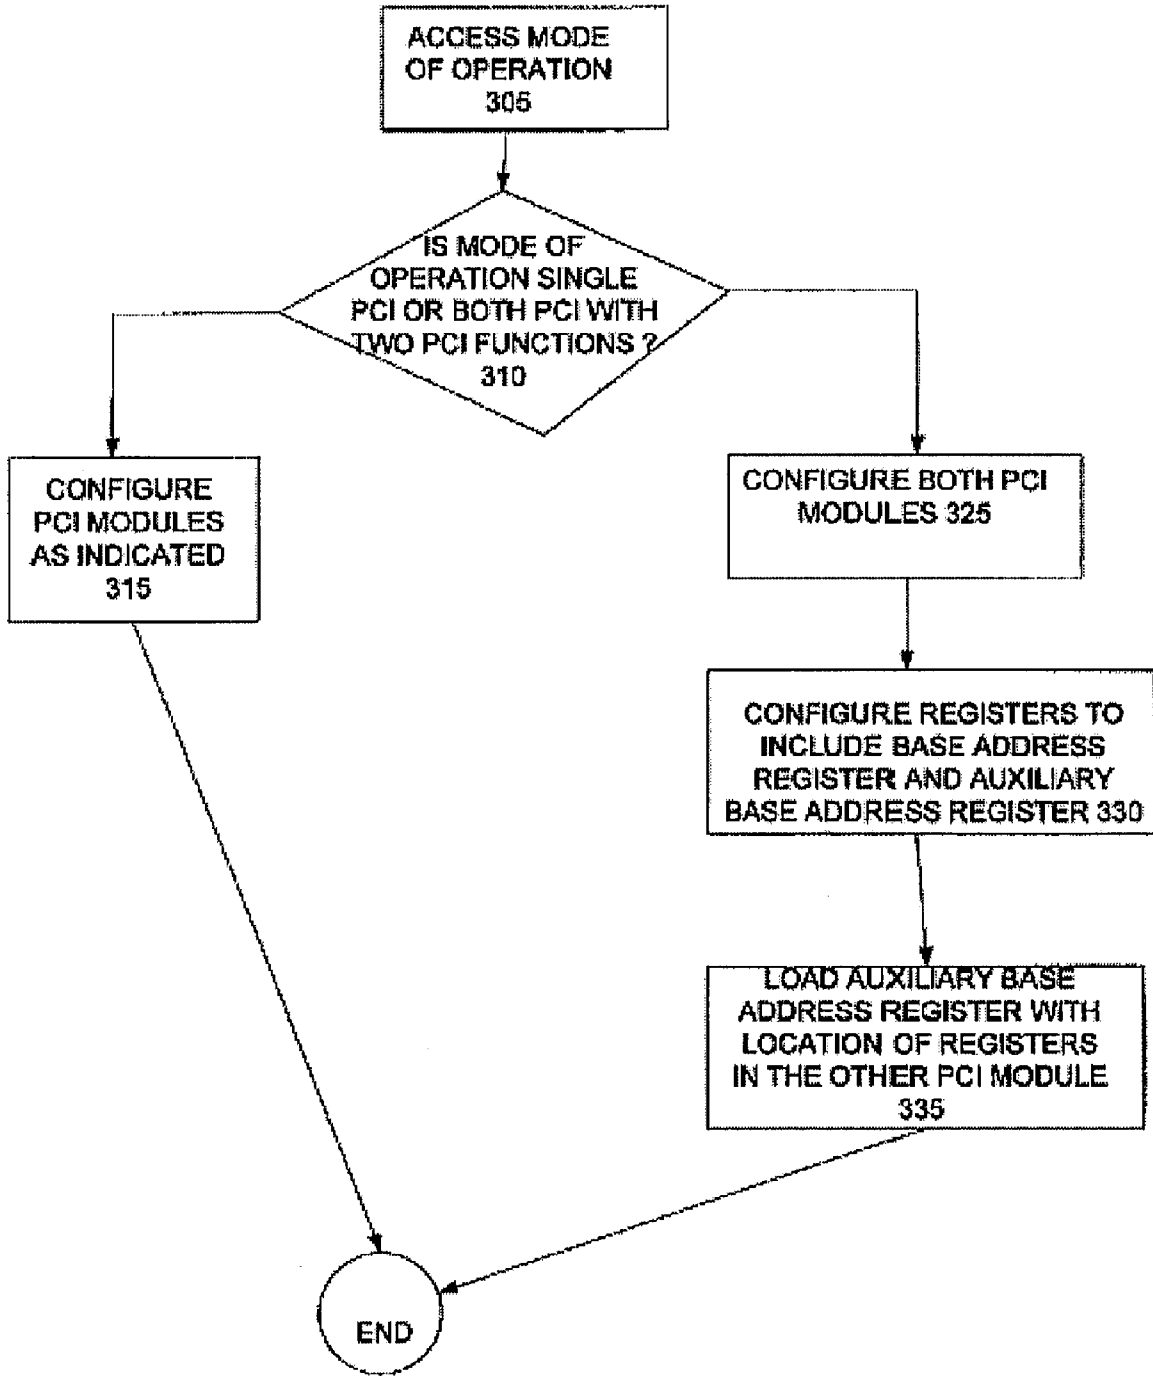 ACCESS MODE
OF OPERATION
305
IS MODE OF
OPERATION SINGLE
PCI OR BOTH PCI WITH
TWO PCI FUNCTIONS ?
310
CONFIGURE
PCI MODULES
AS INDICATED
315
CONFIGURE BOTH PCI
MODULES 325
CONFIGURE REGISTERS TO
INCLUDE BASE ADDRESS
REGISTER AND AUXILIARY
BASE ADDRESS REGISTER 330
LOAD AUXILIARY BASE
ADDRESS REGISTER WITH
LOCATION OF REGISTERS
IN THE OTHER PCI MODULE
335
END